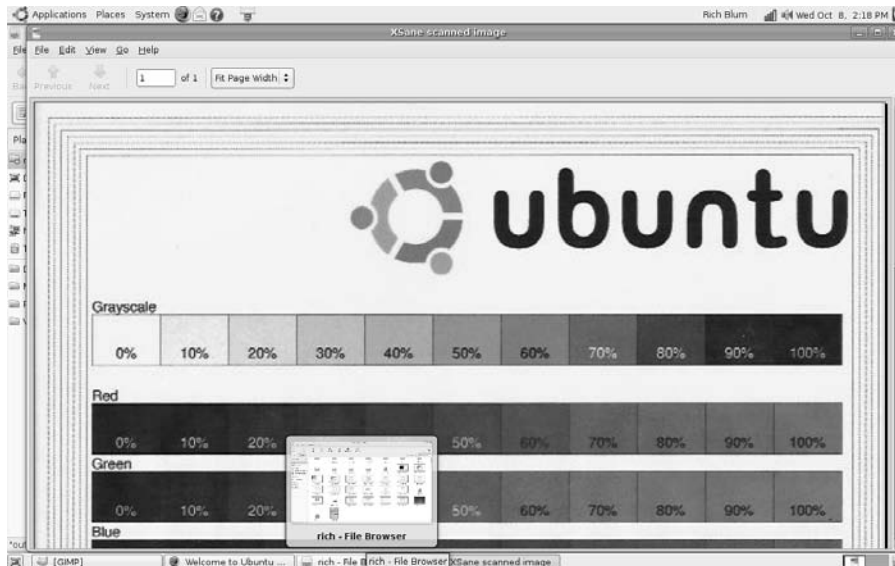 Applications Places System Rich Blum Wed Oct 8, 2:18 PM
XSane scanned image
File Edit View Go Help
Previous Next 1 of 1 Fit Page Width
ubuntu
Grayscale
0% 10% 20% 30% 40% 50% 60% 70% 80% 90% 100%
Red
0% 10% 20% 50% 60% 70% 80% 90% 100%
Green
0% 10% 20% 50% 60% 70% 80% 90% 100%
Blue
rich - File Browser
[GIMP] Welcome to Ubuntu ... rich - File B rich - File Browser XSane scanned image